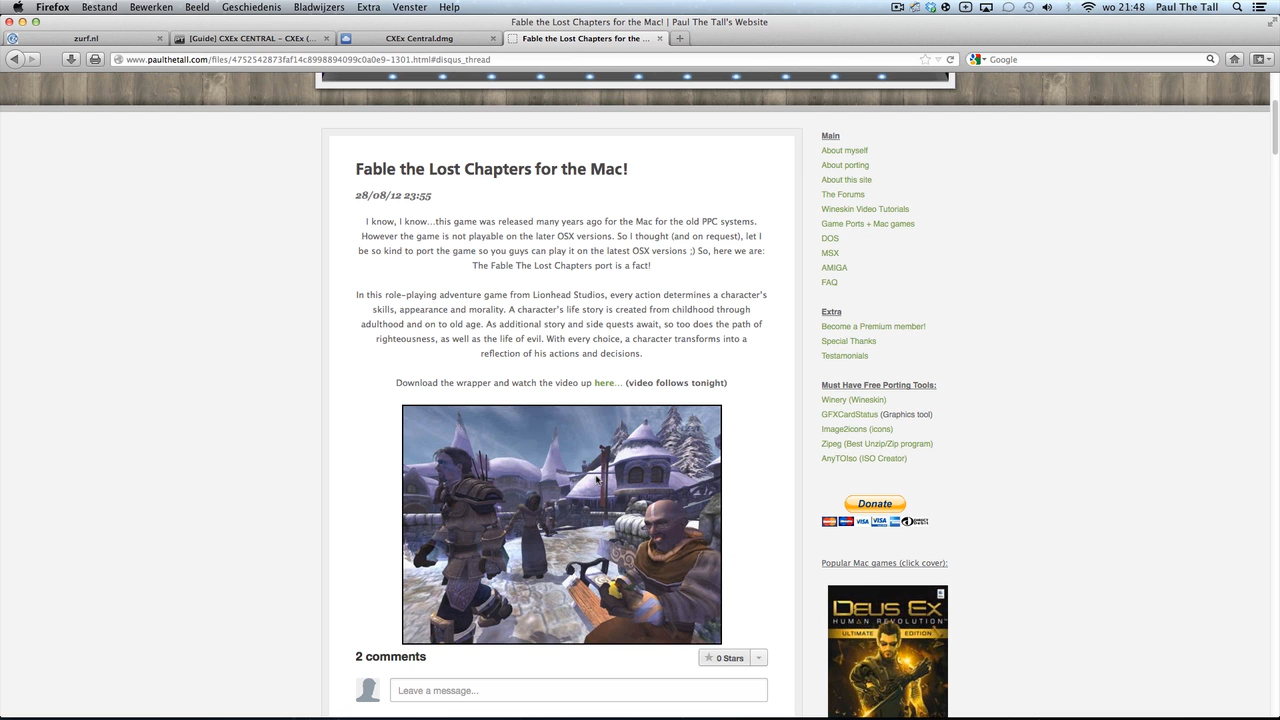 Firefox Bestand Bewerken Beeld Geschiedenis Bladwijzers Extra Venster Help wo 21:48 Paul The Tall
Fable the Lost Chapters for the Mac! | Paul The Tall's Website
zurf.nl [Guide] CXEx CENTRAL - CXEx (... CXEx Central.dmg Fable the Lost Chapters for the ...
www.paulthetall.com/files/4752542873faf14c8998894099c0a0e9-1301.html#disqus_thread Google
Fable the Lost Chapters for the Mac!
28/08/12 23:55
I know, I know...this game was released many years ago for the Mac for the old PPC systems.
However the game is not playable on the later OSX versions. So I thought (and on request), let I
be so kind to port the game so you guys can play it on the latest OSX versions ;) So, here we are:
The Fable The Lost Chapters port is a fact!
In this role-playing adventure game from Lionhead Studios, every action determines a character's
skills, appearance and morality. A character's life story is created from childhood through
adulthood and on to old age. As additional story and side quests await, so too does the path of
righteousness, as well as the life of evil. With every choice, a character transforms into a
reflection of his actions and decisions.
Download the wrapper and watch the video up here... (video follows tonight)
2 comments
0 Stars
Leave a message...
Main
About myself
About porting
About this site
The Forums
Wineskin Video Tutorials
Game Ports + Mac games
DOS
MSX
AMIGA
FAQ
Extra
Become a Premium member!
Special Thanks
Testamonials
Must Have Free Porting Tools:
Winery (Wineskin)
GFXCardStatus (Graphics tool)
Image2icons (icons)
Zipeg (Best Unzip/Zip program)
AnyTOIso (ISO Creator)
Donate
VISA
Popular Mac games (click cover):
DEUS EX
HUMAN REVOLUTION
ULTIMATE EDITION